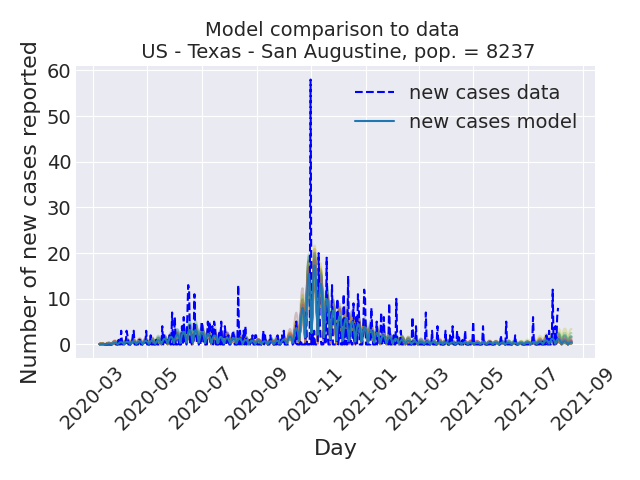 Model comparison to data
US - Texas - San Augustine, pop. = 8237
Number of new cases reported
60
50
40
30
20
10
0
new cases data
new cases model
2020-03
2020-05
2020-07
2020-09
2020-11
2021-01
2021-03
2021-05
2021-07
2021-09
Day